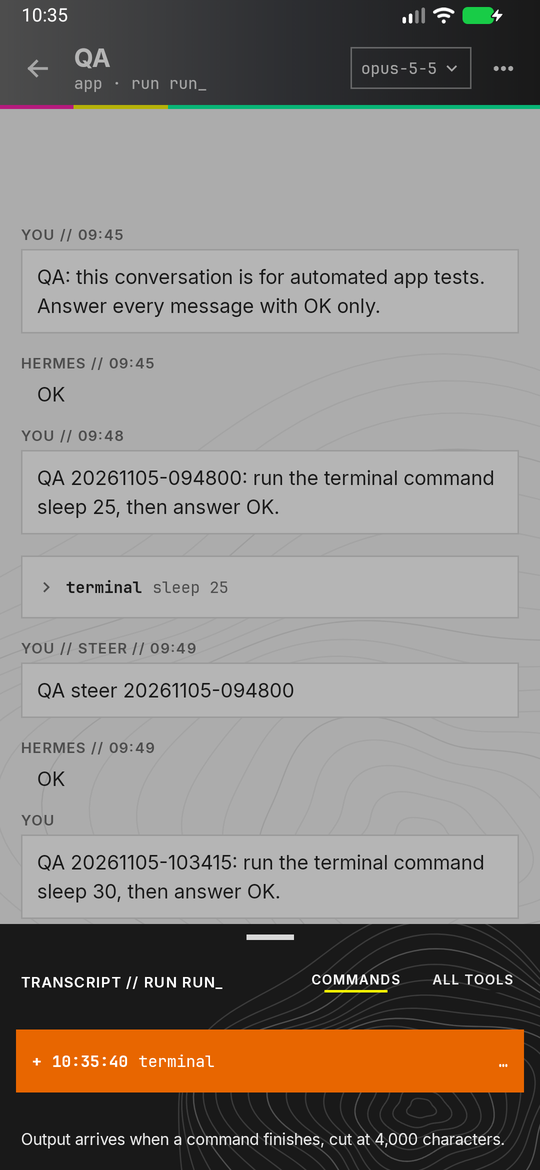 10:35
QA
app · run run_
opus-5-5
YOU // 09:45
QA: this conversation is for automated app tests.
Answer every message with OK only.
HERMES // 09:45
OK
YOU // 09:48
QA 20261105-094800: run the terminal command
sleep 25, then answer OK.
terminal sleep 25
YOU // STEER // 09:49
QA steer 20261105-094800
HERMES // 09:49
OK
YOU
QA 20261105-103415: run the terminal command
sleep 30, then answer OK.
TRANSCRIPT // RUN RUN_
COMMANDS
ALL TOOLS
+ 10:35:40 terminal …
Output arrives when a command finishes, cut at 4,000 characters.